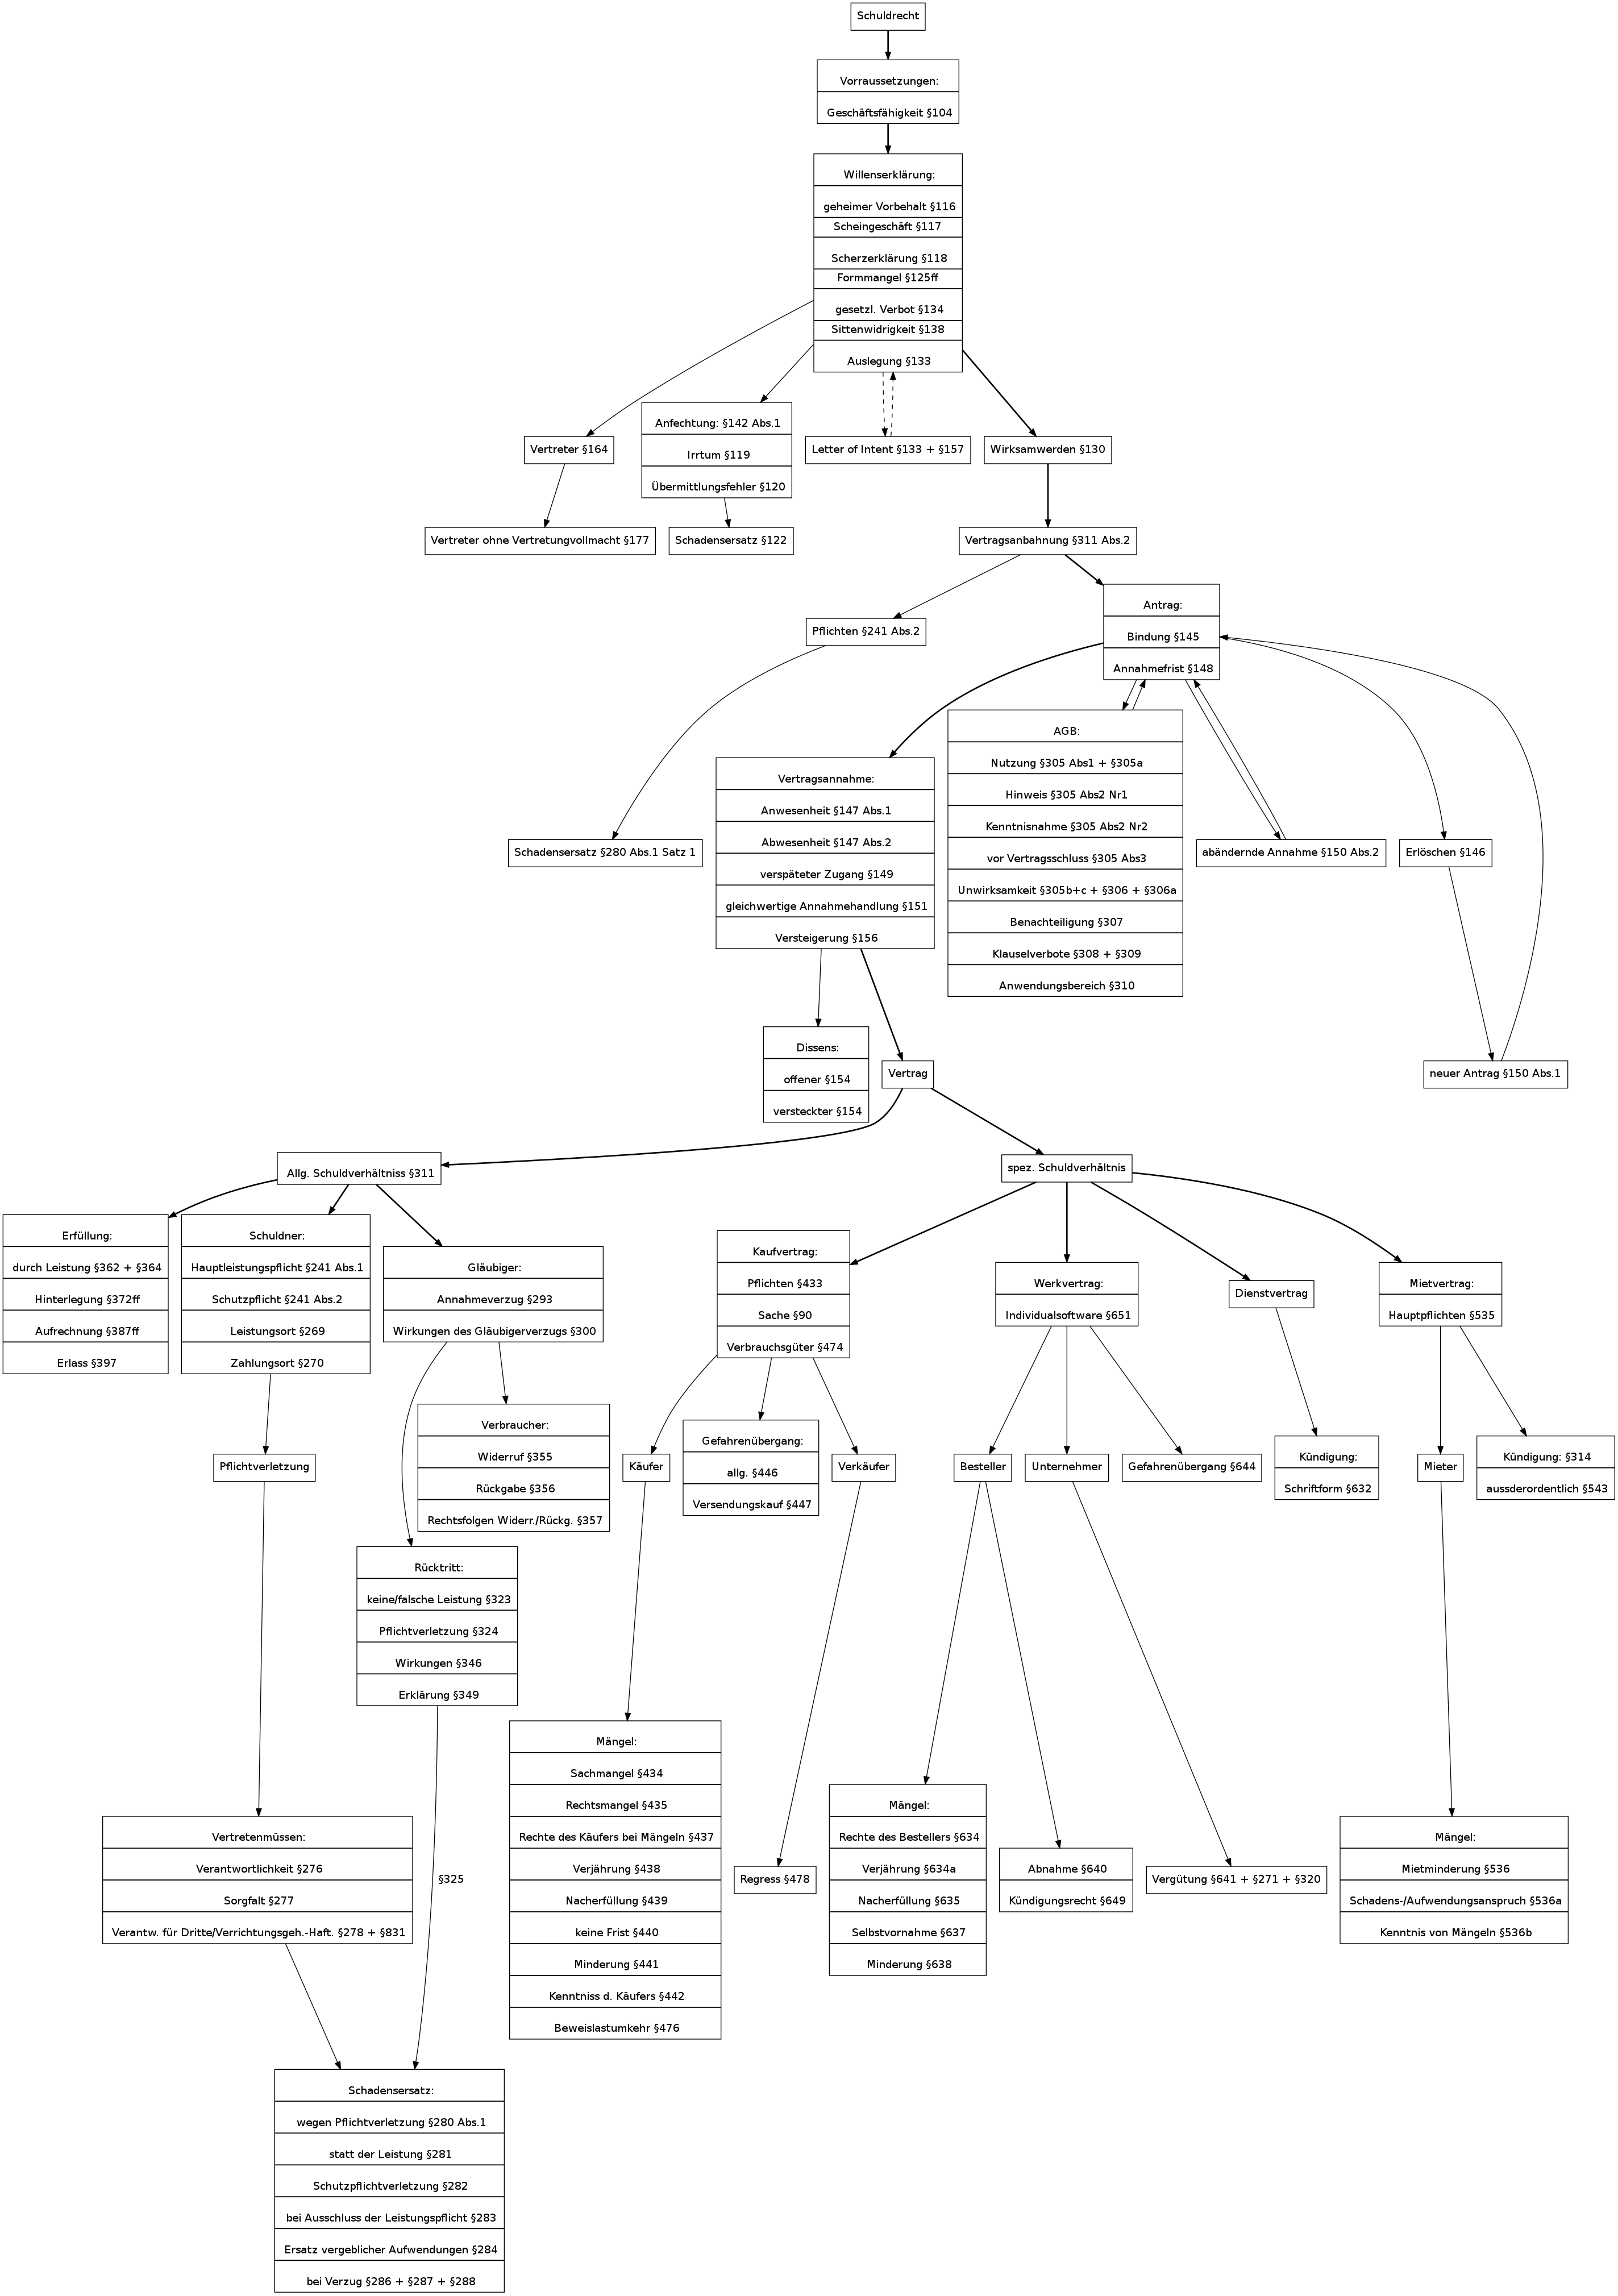 Schuldrecht
Vorraussetzungen:
Geschäftsfähigkeit §104
Willenserklärung:
geheimer Vorbehalt §116
Scheingeschäft §117
Scherzerklärung §118
Formmangel §125ff
gesetzl. Verbot §134
Sittenwidrigkeit §138
Auslegung §133
Vertreter §164
Anfechtung: §142 Abs.1
Irrtum §119
Übermittlungsfehler §120
Letter of Intent §133 + §157
Wirksamwerden §130
Vertreter ohne Vertretungvollmacht §177
Schadensersatz §122
Vertragsanbahnung §311 Abs.2
Pflichten §241 Abs.2
Antrag:
Bindung §145
Annahmefrist §148
Schadensersatz §280 Abs.1 Satz 1
Vertragsannahme:
Anwesenheit §147 Abs.1
Abwesenheit §147 Abs.2
verspäteter Zugang §149
gleichwertige Annahmehandlung §151
Versteigerung §156
AGB:
Nutzung §305 Abs1 + §305a
Hinweis §305 Abs2 Nr1
Kenntnisnahme §305 Abs2 Nr2
vor Vertragsschluss §305 Abs3
Unwirksamkeit §305b+c + §306 + §306a
Benachteiligung §307
Klauselverbote §308 + §309
Anwendungsbereich §310
abändernde Annahme §150 Abs.2
Erlöschen §146
Dissens:
offener §154
versteckter §154
Vertrag
neuer Antrag §150 Abs.1
Allg. Schuldverhältniss §311
spez. Schuldverhältnis
Erfüllung:
durch Leistung §362 + §364
Hinterlegung §372ff
Aufrechnung §387ff
Erlass §397
Schuldner:
Hauptleistungspflicht §241 Abs.1
Schutzpflicht §241 Abs.2
Leistungsort §269
Zahlungsort §270
Gläubiger:
Annahmeverzug §293
Wirkungen des Gläubigerverzugs §300
Kaufvertrag:
Pflichten §433
Sache §90
Verbrauchsgüter §474
Werkvertrag:
Individualsoftware §651
Dienstvertrag
Mietvertrag:
Hauptpflichten §535
Pflichtverletzung
Verbraucher:
Widerruf §355
Rückgabe §356
Rechtsfolgen Widerr./Rückg. §357
Käufer
Gefahrenübergang:
allg. §446
Versendungskauf §447
Verkäufer
Besteller
Unternehmer
Gefahrenübergang §644
Kündigung:
Schriftform §632
Mieter
Kündigung: §314
aussderordentlich §543
Rücktritt:
keine/falsche Leistung §323
Pflichtverletzung §324
Wirkungen §346
Erklärung §349
Vertretenmüssen:
Verantwortlichkeit §276
Sorgfalt §277
Verantw. für Dritte/Verrichtungsgeh.-Haft. §278 + §831
§325
Mängel:
Sachmangel §434
Rechtsmangel §435
Rechte des Käufers bei Mängeln §437
Verjährung §438
Nacherfüllung §439
keine Frist §440
Minderung §441
Kenntniss d. Käufers §442
Beweislastumkehr §476
Regress §478
Mängel:
Rechte des Bestellers §634
Verjährung §634a
Nacherfüllung §635
Selbstvornahme §637
Minderung §638
Abnahme §640
Kündigungsrecht §649
Vergütung §641 + §271 + §320
Mängel:
Mietminderung §536
Schadens-/Aufwendungsanspruch §536a
Kenntnis von Mängeln §536b
Schadensersatz:
wegen Pflichtverletzung §280 Abs.1
statt der Leistung §281
Schutzpflichtverletzung §282
bei Ausschluss der Leistungspflicht §283
Ersatz vergeblicher Aufwendungen §284
bei Verzug §286 + §287 + §288